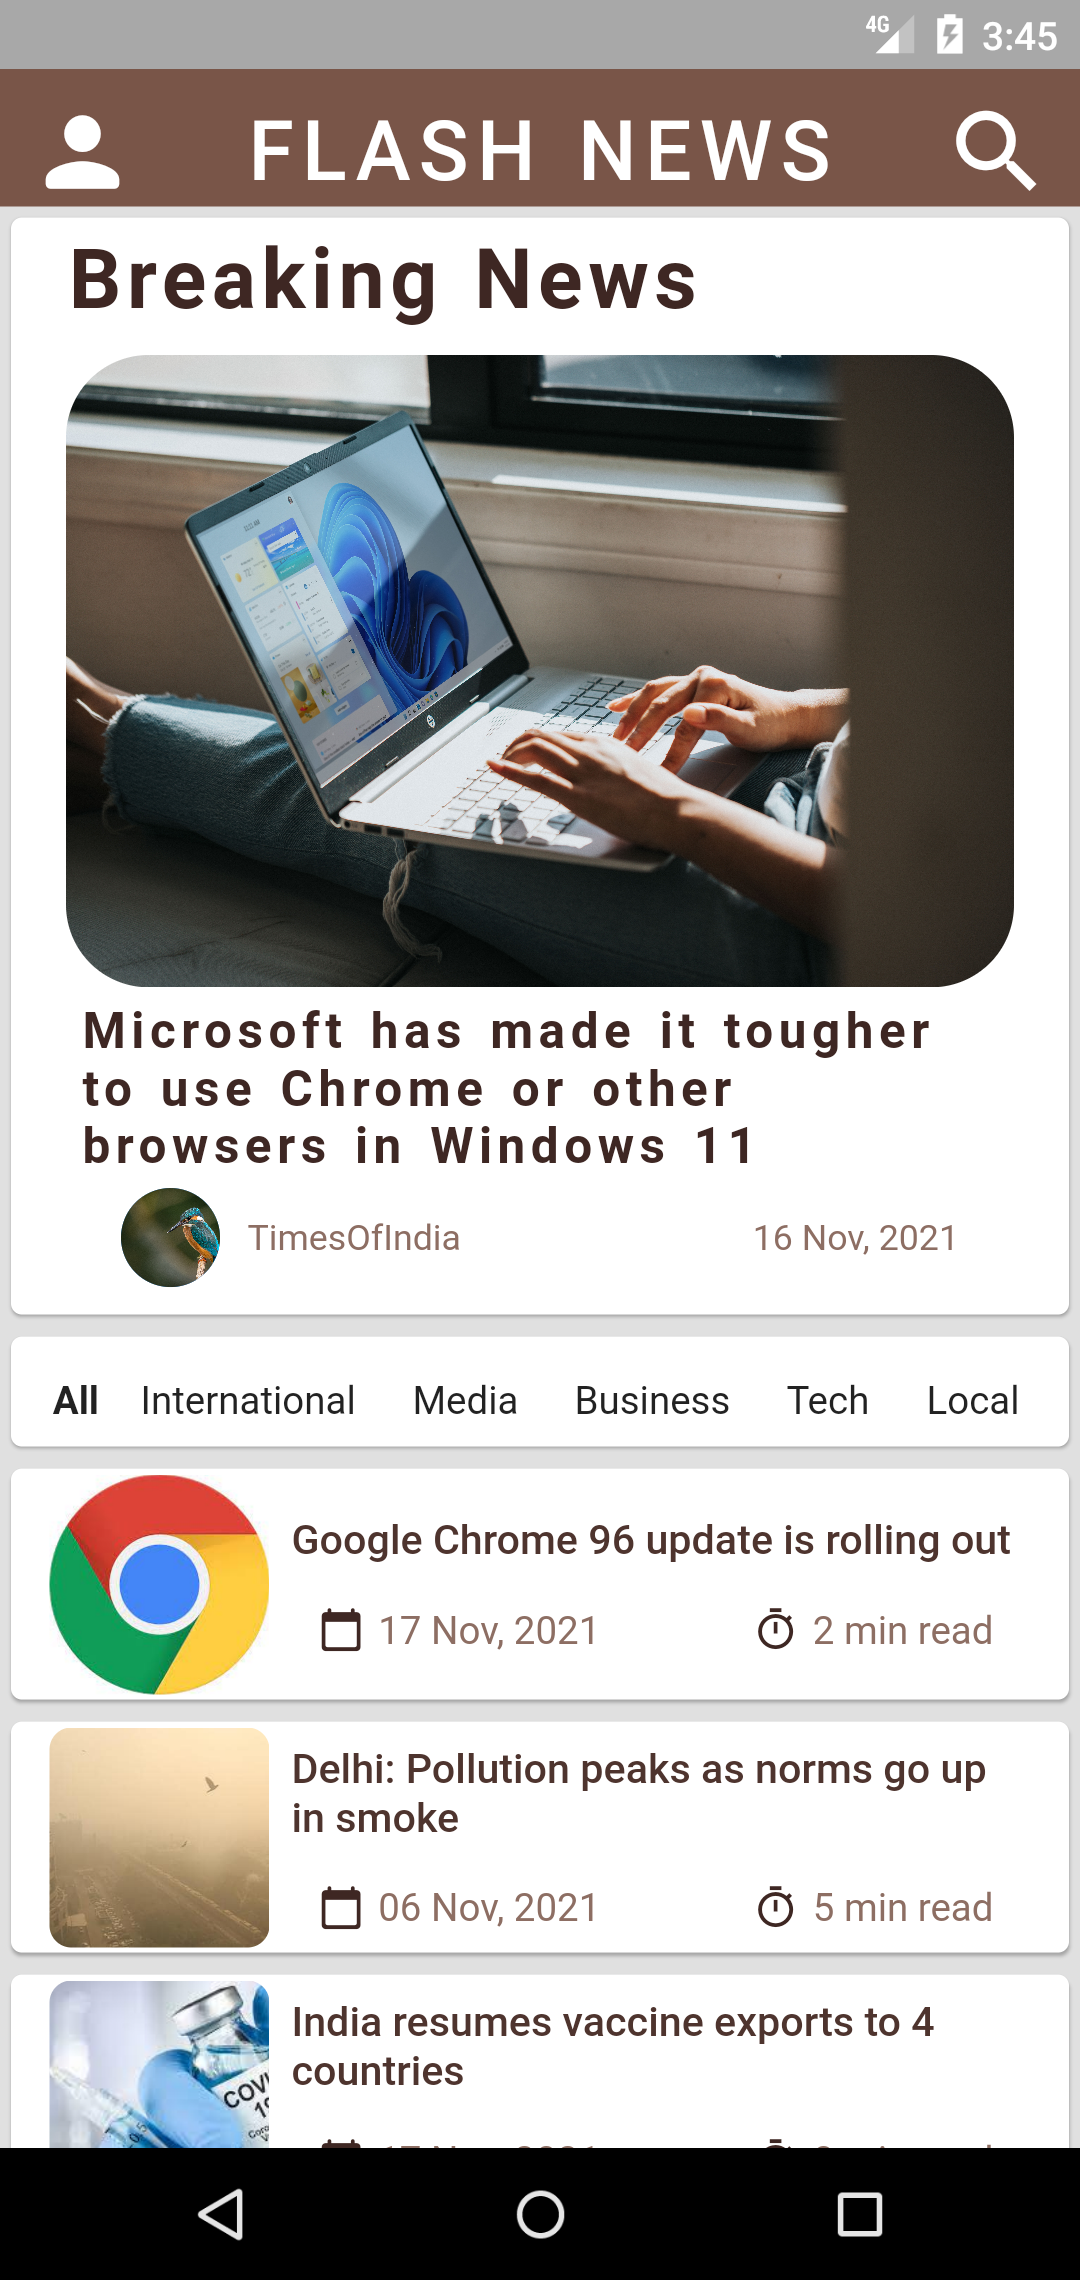 4G 3:45
FLASH NEWS
Breaking News
Microsoft has made it tougher
to use Chrome or other
browsers in Windows 11
TimesOfIndia 16 Nov, 2021
All International Media Business Tech Local
Google Chrome 96 update is rolling out
17 Nov, 2021 2 min read
Delhi: Pollution peaks as norms go up
in smoke
06 Nov, 2021 5 min read
India resumes vaccine exports to 4
countries